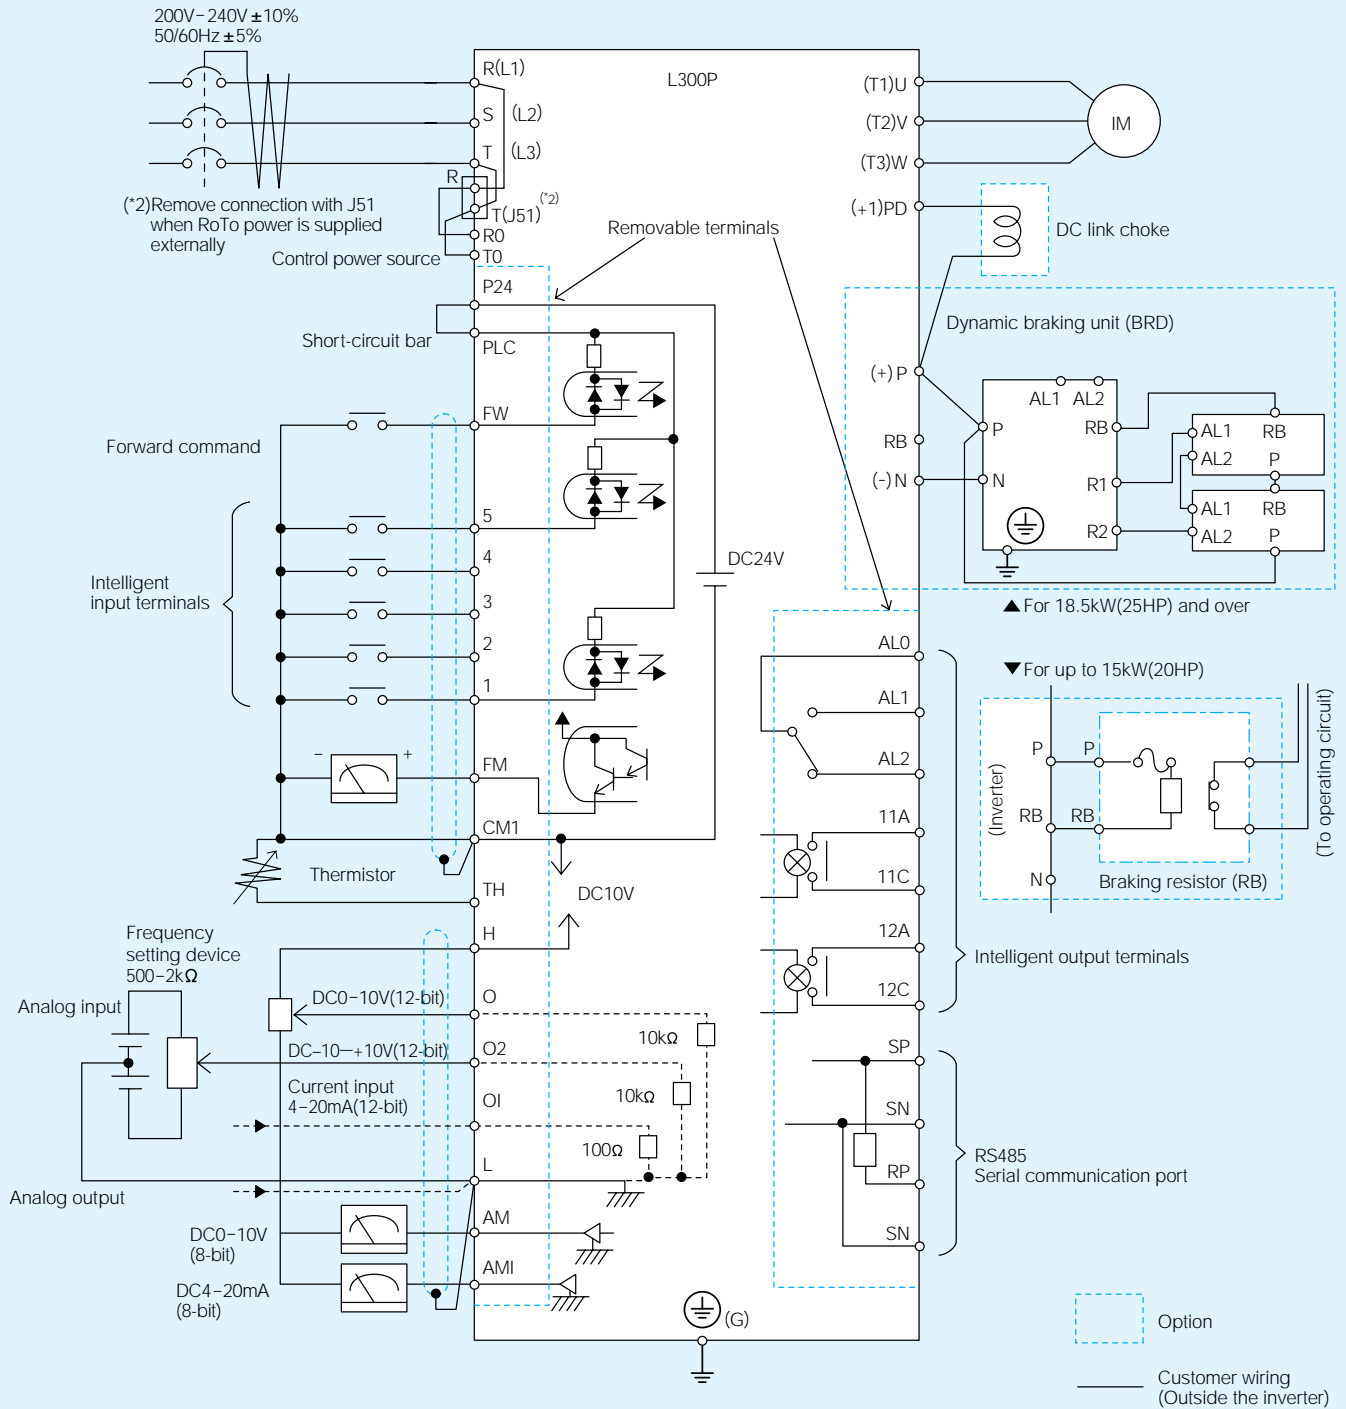 200V–240V ±10%
50/60Hz ±5%
R(L1)
S (L2)
T (L3)
R
T(J51)(*2)
R0
T0
(*2)Remove connection with J51
when RoTo power is supplied
externally
Control power source
L300P
(T1)U
(T2)V
(T3)W
IM
(+1)PD
DC link choke
Removable terminals
P24
Short-circuit bar
PLC
FW
Forward command
5
4
3
2
1
Intelligent
input terminals
DC24V
– +
FM
CM1
Thermistor
TH
DC10V
H
Frequency
setting device
500–2kΩ
Analog input
DC0–10V(12-bit)
O
DC–10—+10V(12-bit)
O2
Current input
4–20mA(12-bit)
OI
10kΩ
10kΩ
100Ω
L
Analog output
AM
DC0–10V
(8-bit)
AMI
DC4–20mA
(8-bit)
(G)
Dynamic braking unit (BRD)
(+) P
RB
(-) N
AL1 AL2
P
N
RB
R1
R2
AL1 RB
AL2 P
AL1 RB
AL2 P
▲For 18.5kW(25HP) and over
▼For up to 15kW(20HP)
(Inverter)
P
RB
N
P
RB
Braking resistor (RB)
(To operating circuit)
AL0
AL1
AL2
11A
11C
12A
12C
Intelligent output terminals
SP
SN
RP
SN
RS485
Serial communication port
Option
Customer wiring
(Outside the inverter)